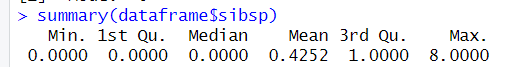 > summary(dataframe$sibsp)
Min. 1st Qu. Median Mean 3rd Qu. Max.
0.0000 0.0000 0.0000 0.4252 1.0000 8.0000